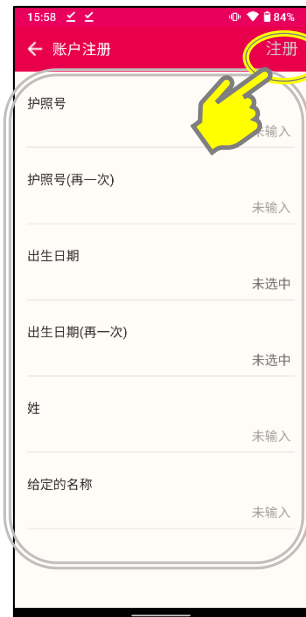 15:58 84%
账户注册 注册
护照号
未输入
护照号(再一次)
未输入
出生日期
未选中
出生日期(再一次)
未选中
姓
未输入
给定的名称
未输入